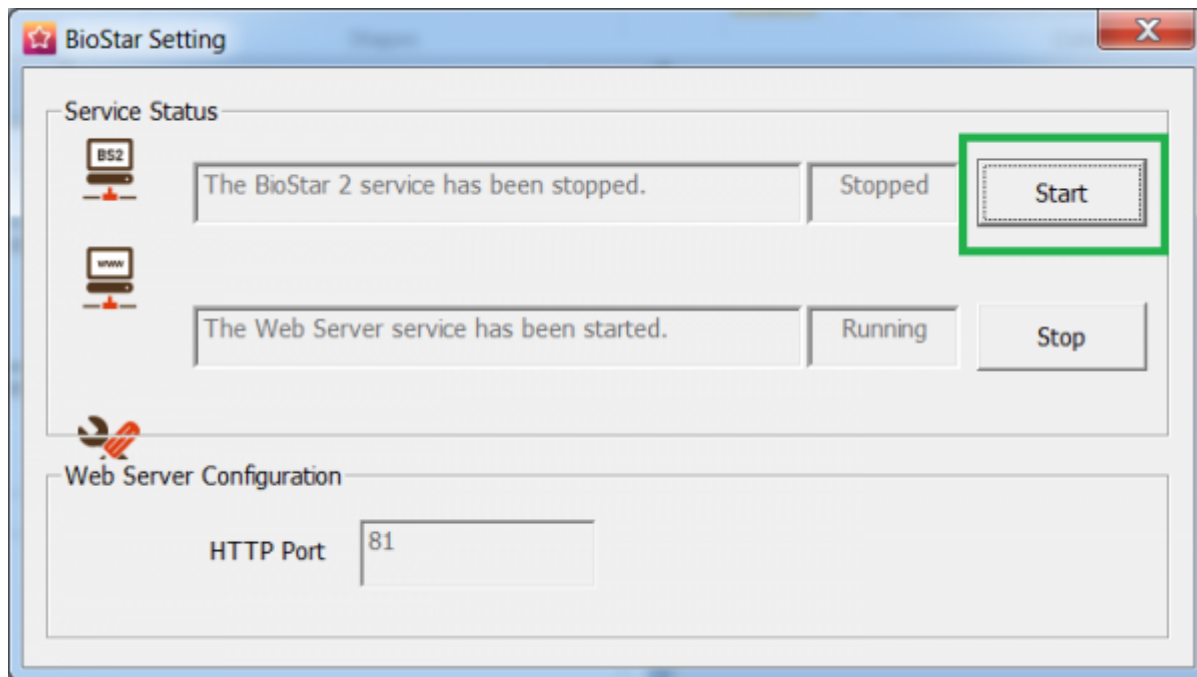 BioStar Setting
Service Status
BS2
The BioStar 2 service has been stopped.
Stopped
Start
www
The Web Server service has been started.
Running
Stop
Web Server Configuration
HTTP Port
81